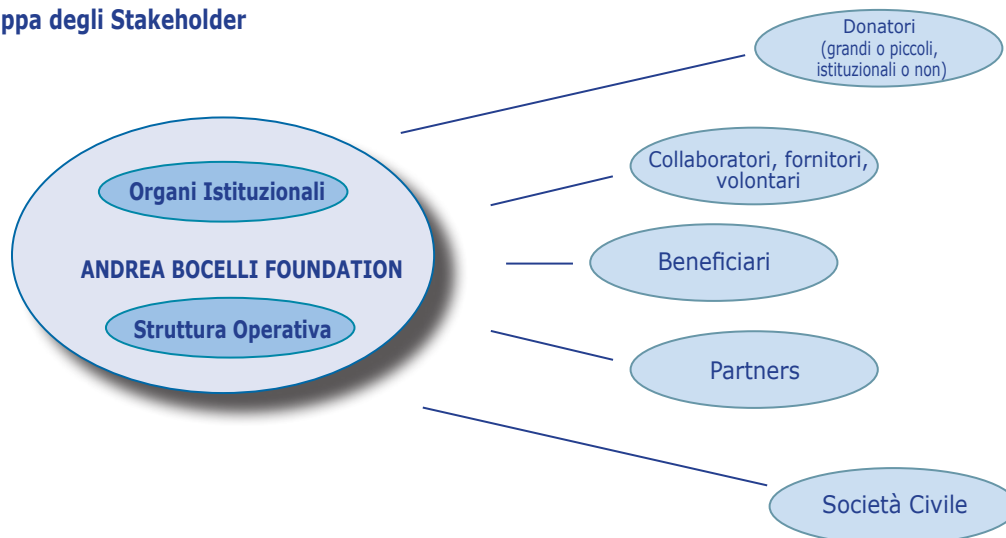 ppa degli Stakeholder
Donatori
(grandi o piccoli,
istituzionali o non)
Collaboratori, fornitori,
volontari
Organi Istituzionali
ANDREA BOCELLI FOUNDATION
Beneficiari
Struttura Operativa
Partners
Società Civile